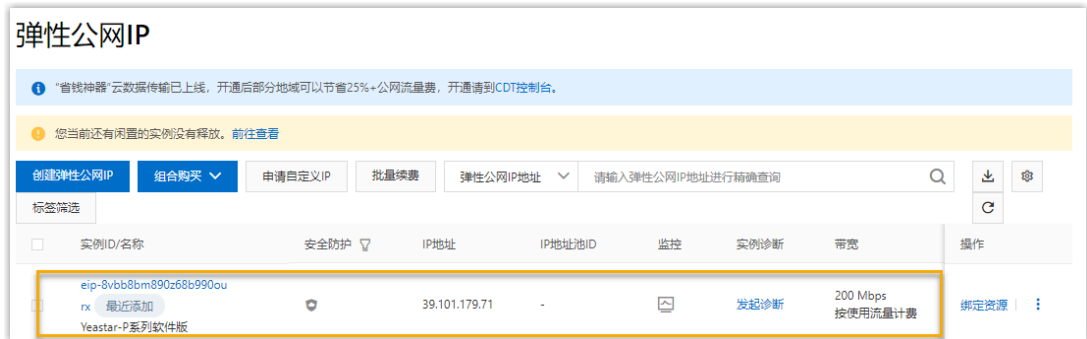 弹性公网IP
“省钱神器”云数据传输已上线，开通后部分地域可以节省25%+公网流量费，开通请到CDT控制台。
您当前还有闲置的实例没有释放。前往查看
创建弹性公网IP 组合购买 申请自定义IP 批量续费 弹性公网IP地址 请输入弹性公网IP地址进行精确查询
标签筛选
实例ID/名称 安全防护 IP地址 IP地址池ID 监控 实例诊断 带宽 操作
eip-8vbb8bm890z68b990ou
rx 最近添加
Yeastar-P系列软件版
39.101.179.71 - 发起诊断
200 Mbps
按使用流量计费
绑定资源